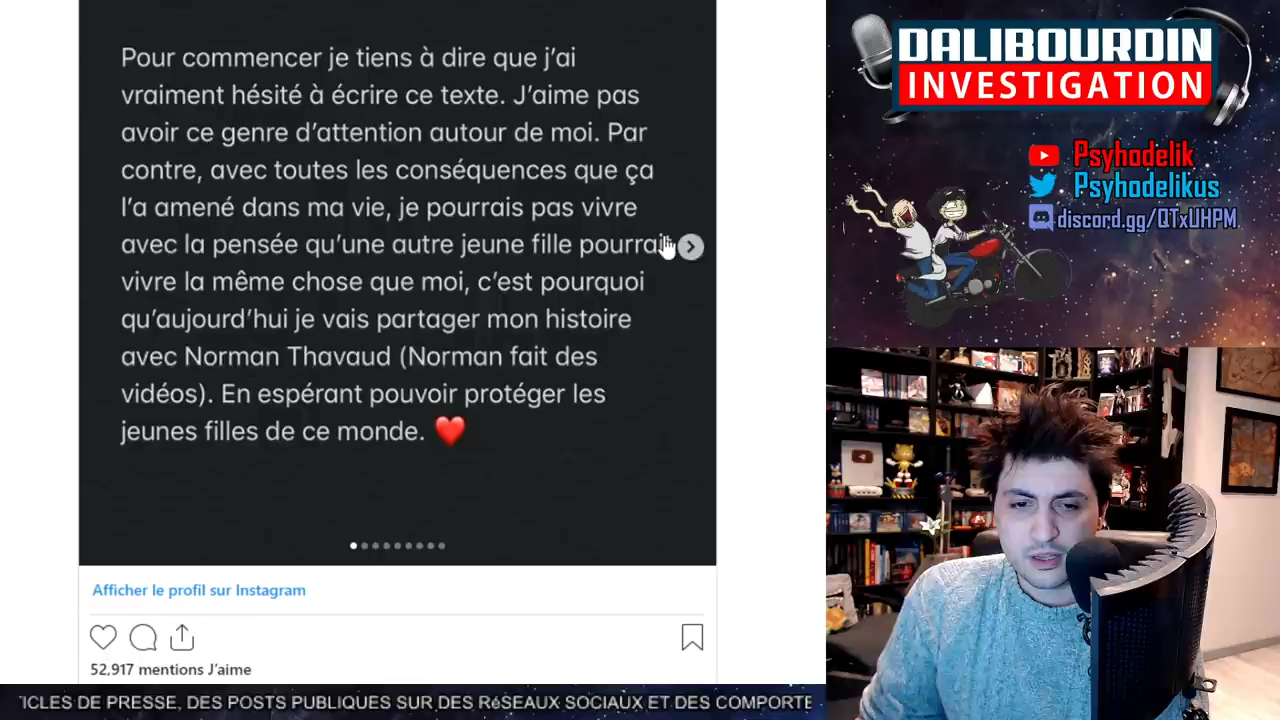 Pour commencer je tiens à dire que j’ai
vraiment hésité à écrire ce texte. J’aime pas
avoir ce genre d’attention autour de moi. Par
contre, avec toutes les conséquences que ça
l’a amené dans ma vie, je pourrais pas vivre
avec la pensée qu’une autre jeune fille pourrait
vivre la même chose que moi, c’est pourquoi
qu’aujourd’hui je vais partager mon histoire
avec Norman Thavaud (Norman fait des
vidéos). En espérant pouvoir protéger les
jeunes filles de ce monde. ❤️
Afficher le profil sur Instagram
52,917 mentions J’aime
DALIBOURDIN
INVESTIGATION
Psyhodelik
Psyhodelikus
discord.gg/QTxUHPM
ICLES DE PRESSE, DES POSTS PUBLIQUES SUR DES RéSEAUX SOCIAUX ET DES COMPORTE